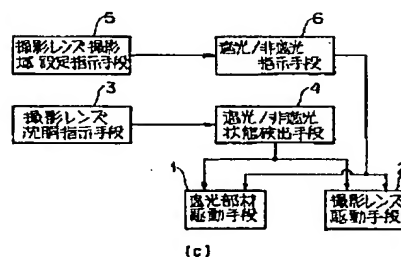 5
撮影レンズ撮影
域設定指示手段
6
遮光/非遮光
指示手段
3
撮影レンズ
沈胴指示手段
4
遮光/非遮光
状態検出手段
1
遮光部材
駆動手段
2
撮影レンズ
駆動手段
(c)